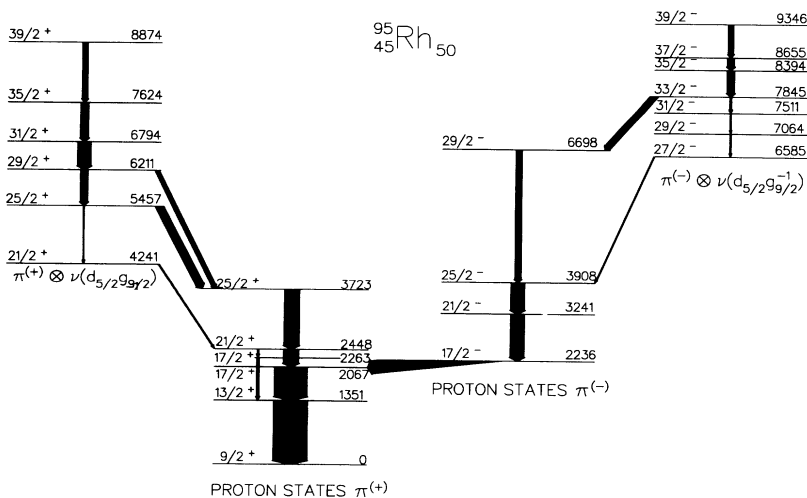 95
45Rh50
39/2 + 8874
35/2 + 7624
31/2 + 6794
29/2 + 6211
25/2 + 5457
21/2 + 4241
π(+) ⊗ ν(d5/2g9/2)
25/2 + 3723
21/2 + 2448
17/2 + 2263
17/2 + 2067
13/2 + 1351
9/2 + 0
PROTON STATES π(+)
29/2 − 6698
25/2 − 3908
21/2 − 3241
17/2 − 2236
PROTON STATES π(−)
39/2 − 9346
37/2 − 8655
35/2 − 8394
33/2 − 7845
31/2 − 7511
29/2 − 7064
27/2 − 6585
π(−) ⊗ ν(d5/2g−1 9/2)